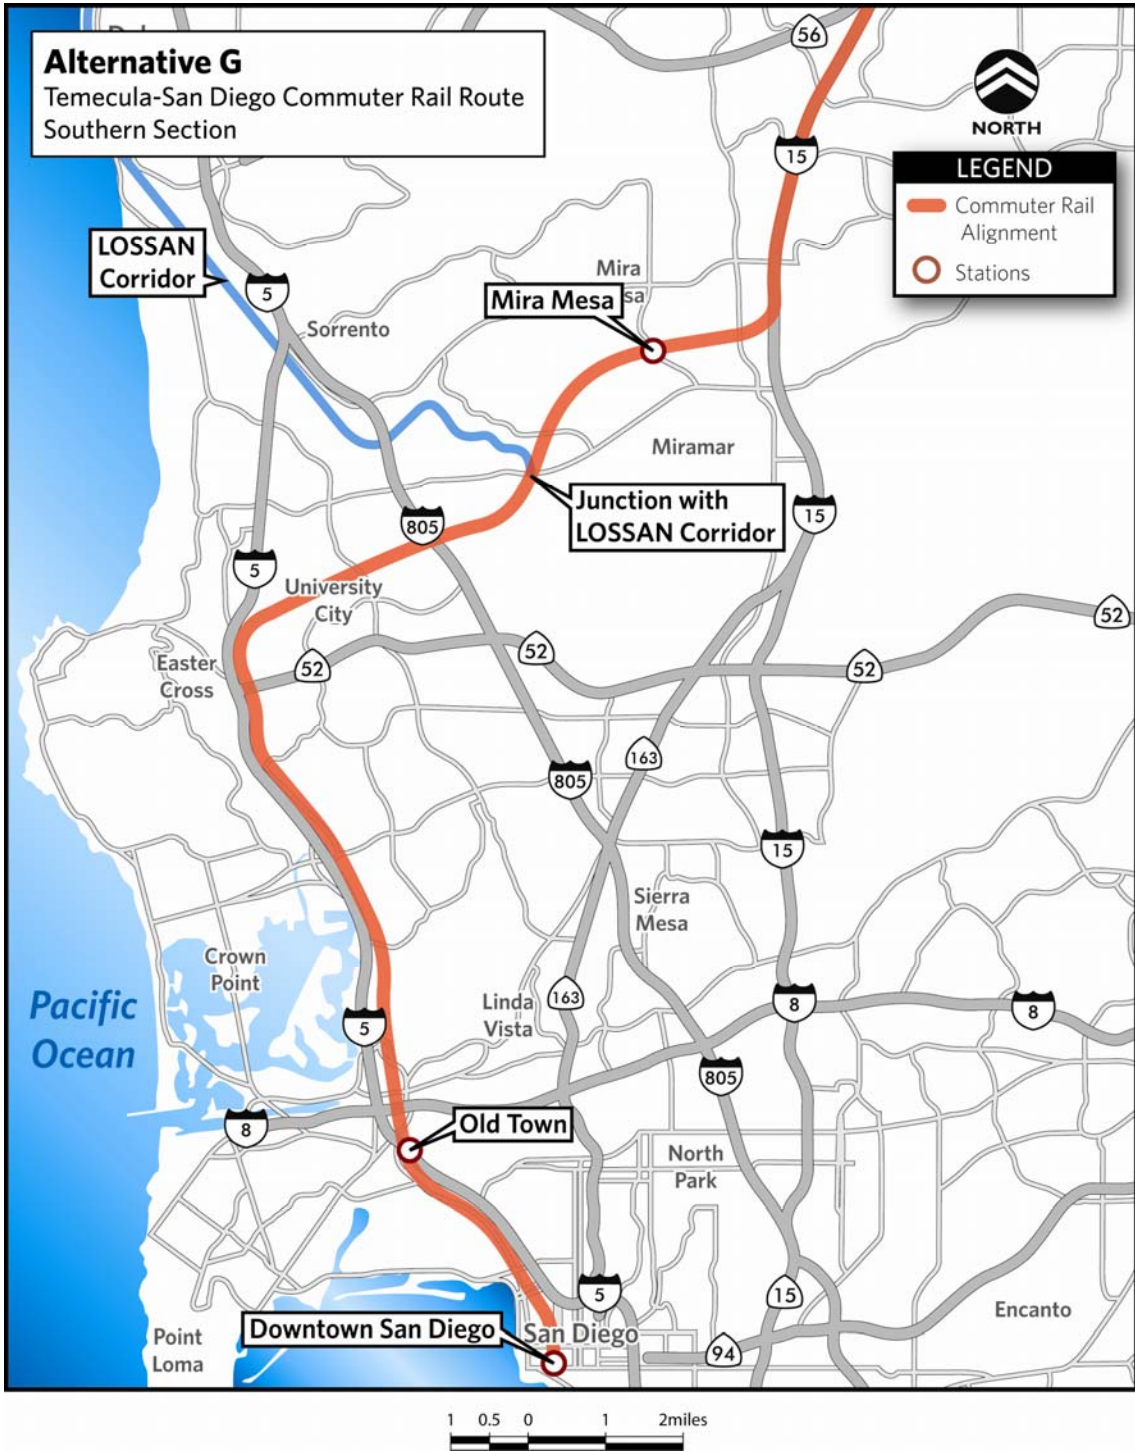 Alternative G
Temecula-San Diego Commuter Rail Route
Southern Section
56
NORTH
15
LEGEND
Commuter Rail
Alignment
Stations
LOSSAN
Corridor
5
Mira
Mira Mesa
Sorrento
Miramar
Junction with
LOSSAN Corridor
805
15
5
University
City
52
52
52
52
Easter
Cross
163
805
15
Sierra
Mesa
Crown
Point
Linda
Vista
163
8
8
Pacific
Ocean
5
805
8
Old Town
North
Park
5
15
Encanto
Downtown San Diego
San Diego
94
Point
Loma
1 0.5 0 1 2miles